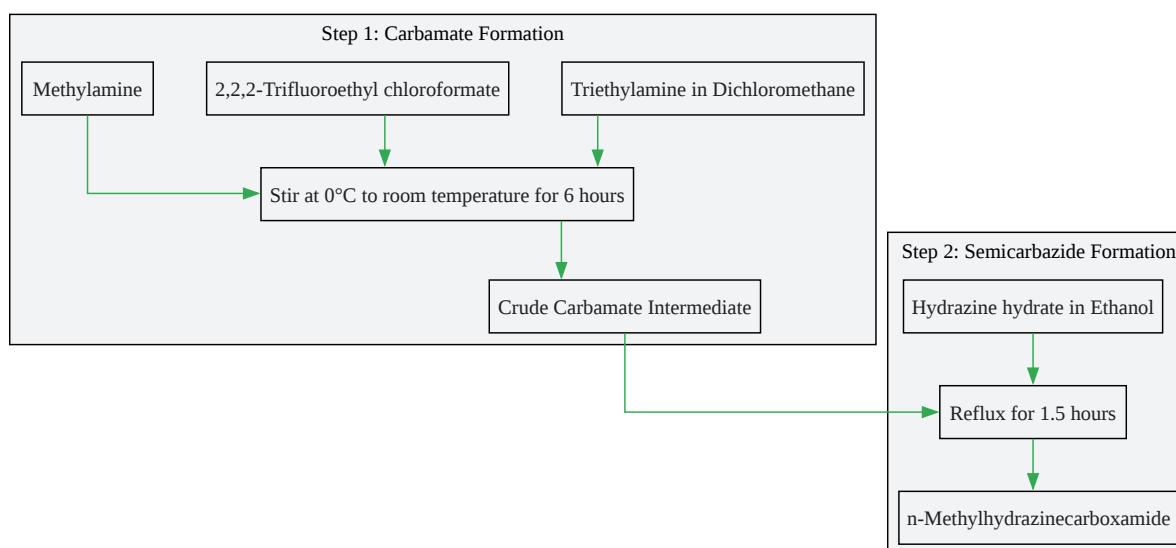 Step 1: Carbamate Formation
Methylamine
2,2,2-Trifluoroethyl chloroformate
Triethylamine in Dichloromethane
Stir at 0°C to room temperature for 6 hours
Crude Carbamate Intermediate
Step 2: Semicarbazide Formation
Hydrazine hydrate in Ethanol
Reflux for 1.5 hours
n-Methylhydrazinecarboxamide